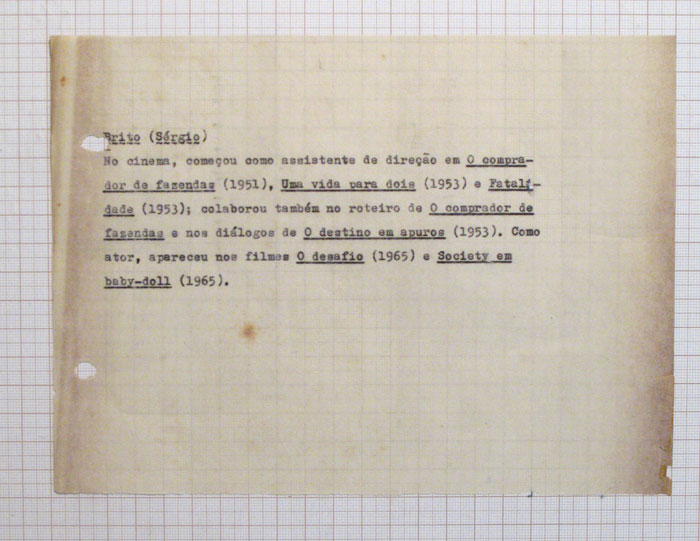 Brito (Sérgio)
No cinema, começou como assistente de direção em O compra-
dor de fazendas (1951), Uma vida para dois (1953) e Fatali-
dade (1953); colaborou também no roteiro de O comprador de
fazendas e nos diálogos de O destino em apuros (1953). Como
ator, apareceu nos filmes O desafio (1965) e Society em
baby-doll (1965).